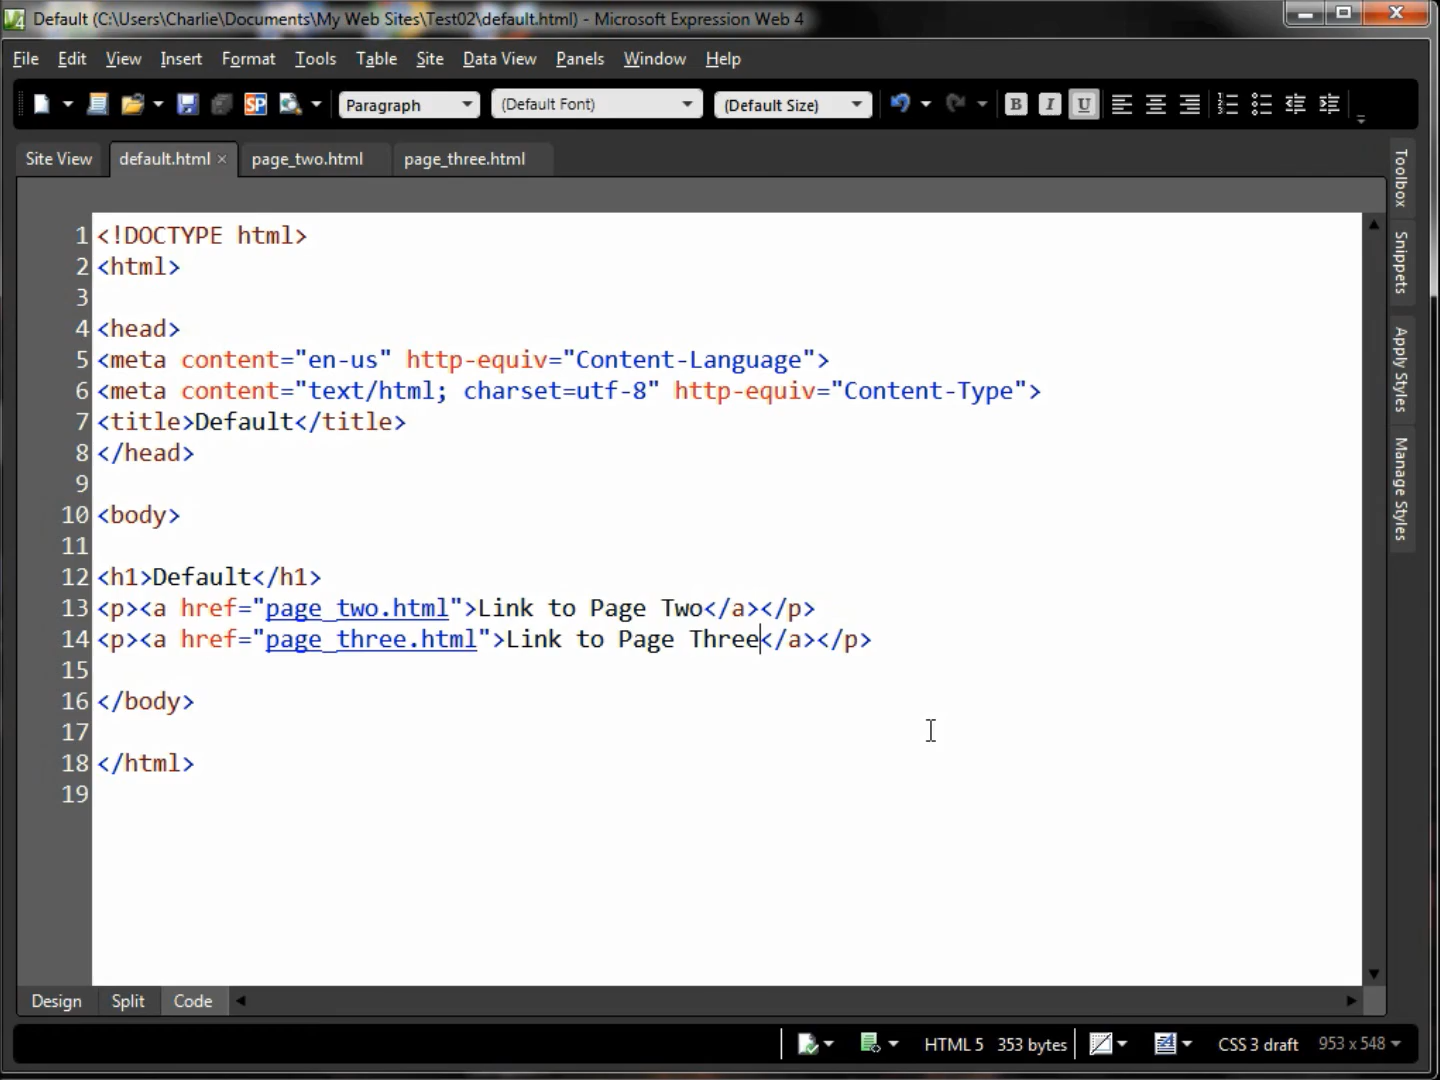 Default (C:\Users\Charlie\Documents\My Web Sites\Test02\default.html) - Microsoft Expression Web 4
File Edit View Insert Format Tools Table Site Data View Panels Window Help
SP Paragraph (Default Font) (Default Size) B I U
Site View default.html × page_two.html page_three.html
Toolbox
Snippets
Apply Styles
Manage Styles
1 <!DOCTYPE html>
2 <html>
3
4 <head>
5 <meta content="en-us" http-equiv="Content-Language">
6 <meta content="text/html; charset=utf-8" http-equiv="Content-Type">
7 <title>Default</title>
8 </head>
9
10 <body>
11
12 <h1>Default</h1>
13 <p><a href="page_two.html">Link to Page Two</a></p>
14 <p><a href="page_three.html">Link to Page Three</a></p>
15
16 </body>
17
18 </html>
19
Design Split Code
HTML 5 353 bytes CSS 3 draft 953 x 548